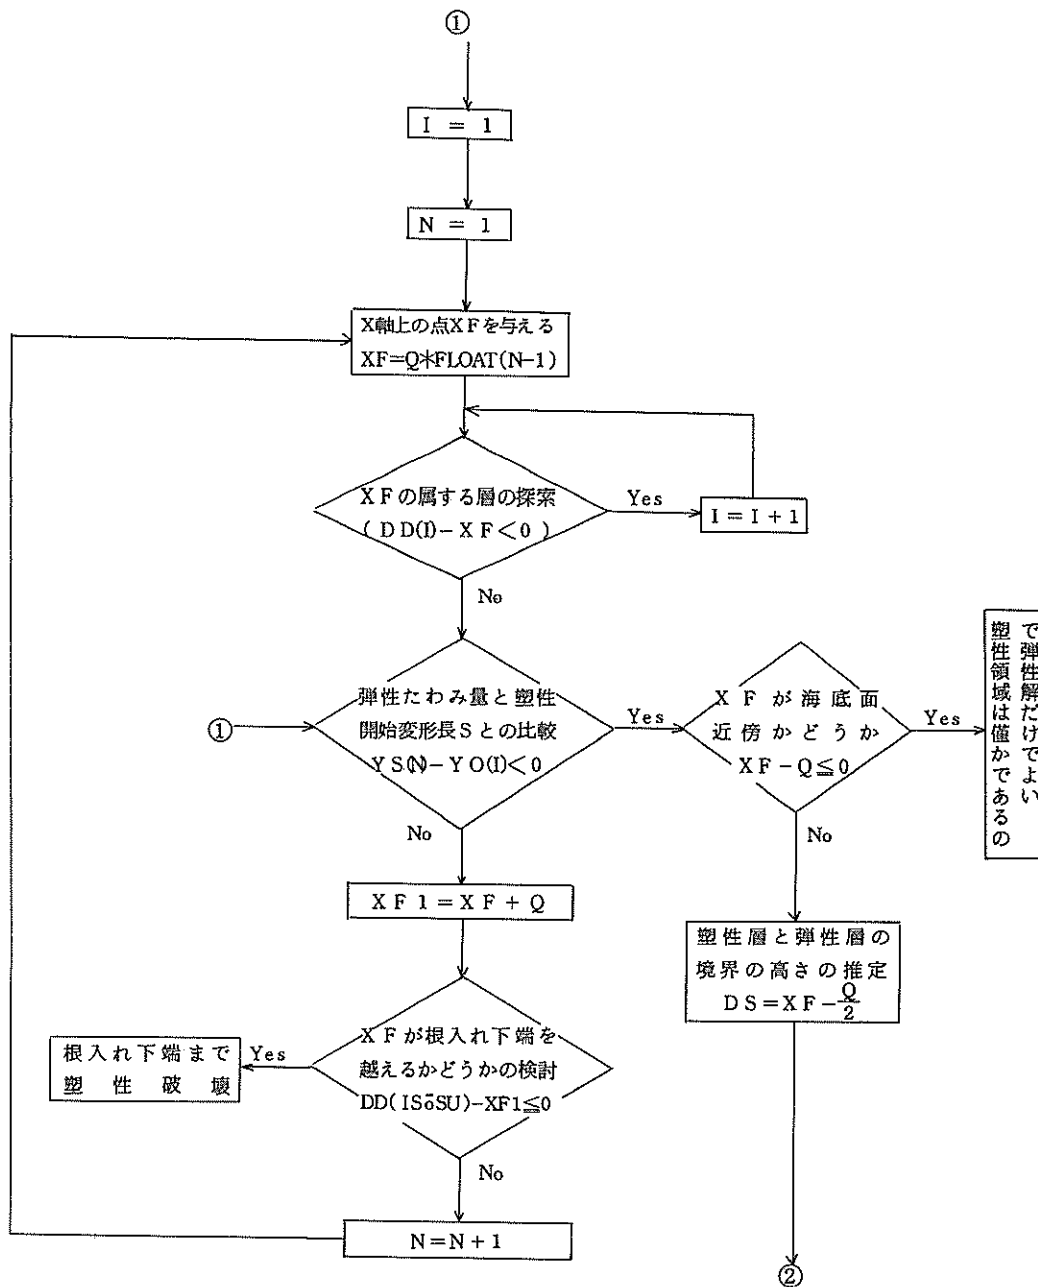 ①
I = 1
N = 1
X軸上の点XFを与える
XF=Q*FLOAT(N-1)
XFの属する層の探索
(DD(I)-XF<0)
Yes
I=I+1
No
①
弾性たわみ量と塑性
開始変形長Sとの比較
YS(N)-YO(I)<0
Yes
XFが海底面
近傍かどうか
XF-Q≦0
Yes
塑性領域は僅かであるの
で弾性解だけでよい
No
No
XF1=XF+Q
塑性層と弾性層の
境界の高さの推定
DS=XF-Q/2
XFが根入れ下端を
越えるかどうかの検討
DD(ISōSU)-XF1≦0
Yes
根入れ下端まで
塑性破壊
No
N=N+1
②